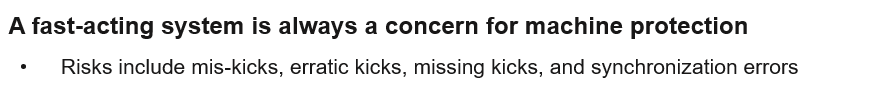 A fast-acting system is always a concern for machine protection
• Risks include mis-kicks, erratic kicks, missing kicks, and synchronization errors